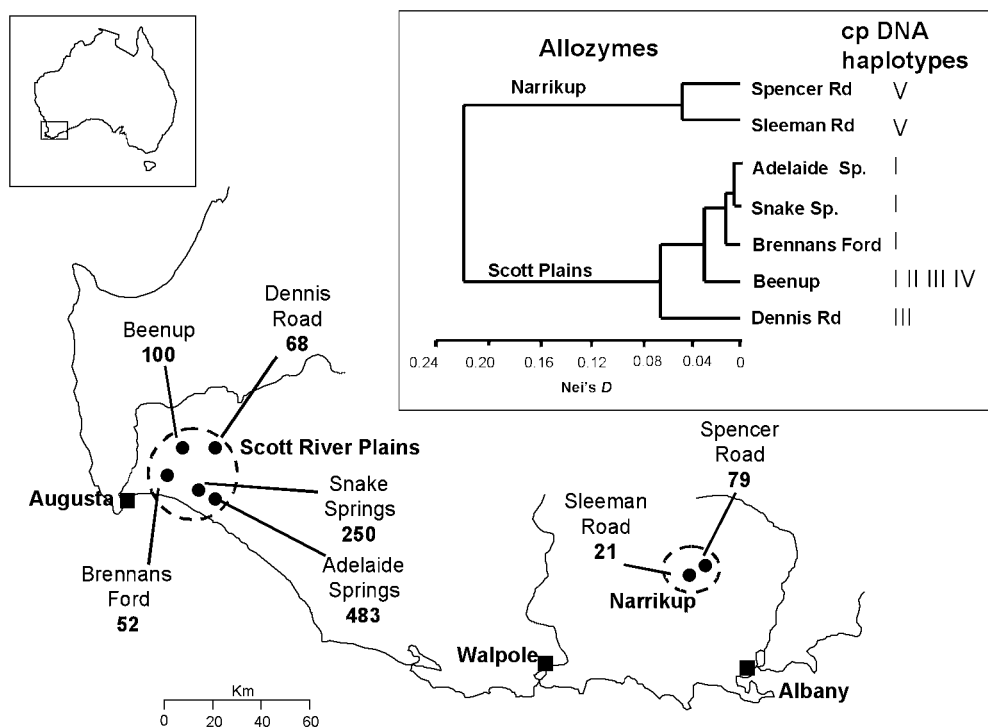 Allozymes
cp DNA
haplotypes
Narrikup
Spencer Rd V
Sleeman Rd V
Adelaide Sp. I
Snake Sp. I
Brennans Ford I
Scott Plains
Beenup I II III IV
Dennis Rd III
0.24 0.20 0.16 0.12 0.08 0.04 0
Nei's D
Dennis
Road
68
Beenup
100
Scott River Plains
Snake
Springs
250
Augusta
Adelaide
Springs
483
Brennans
Ford
52
Spencer
Road
79
Sleeman
Road
21
Narrikup
Walpole
Albany
Km
0 20 40 60